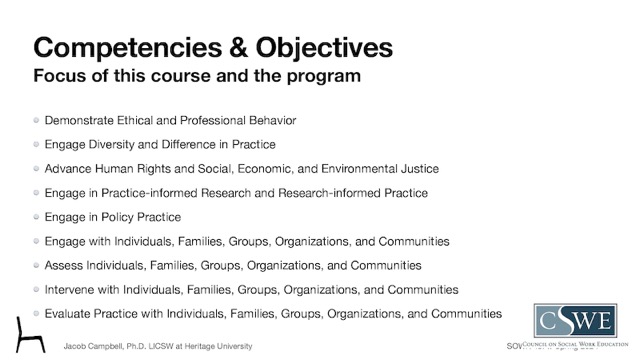 Competencies & Objectives
Focus of this course and the program
Demonstrate Ethical and Professional Behavior
Engage Diversity and Difference in Practice
Advance Human Rights and Social, Economic, and Environmental Justice
Engage in Practice-informed Research and Research-informed Practice
Engage in Policy Practice
Engage with Individuals, Families, Groups, Organizations, and Communities
Assess Individuals, Families, Groups, Organizations, and Communities
Intervene with Individuals, Families, Groups, Organizations, and Communities
Evaluate Practice with Individuals, Families, Groups, Organizations, and Communities
CSWE
COUNCIL ON SOCIAL WORK EDUCATION
Jacob Campbell, Ph.D. LICSW at Heritage University